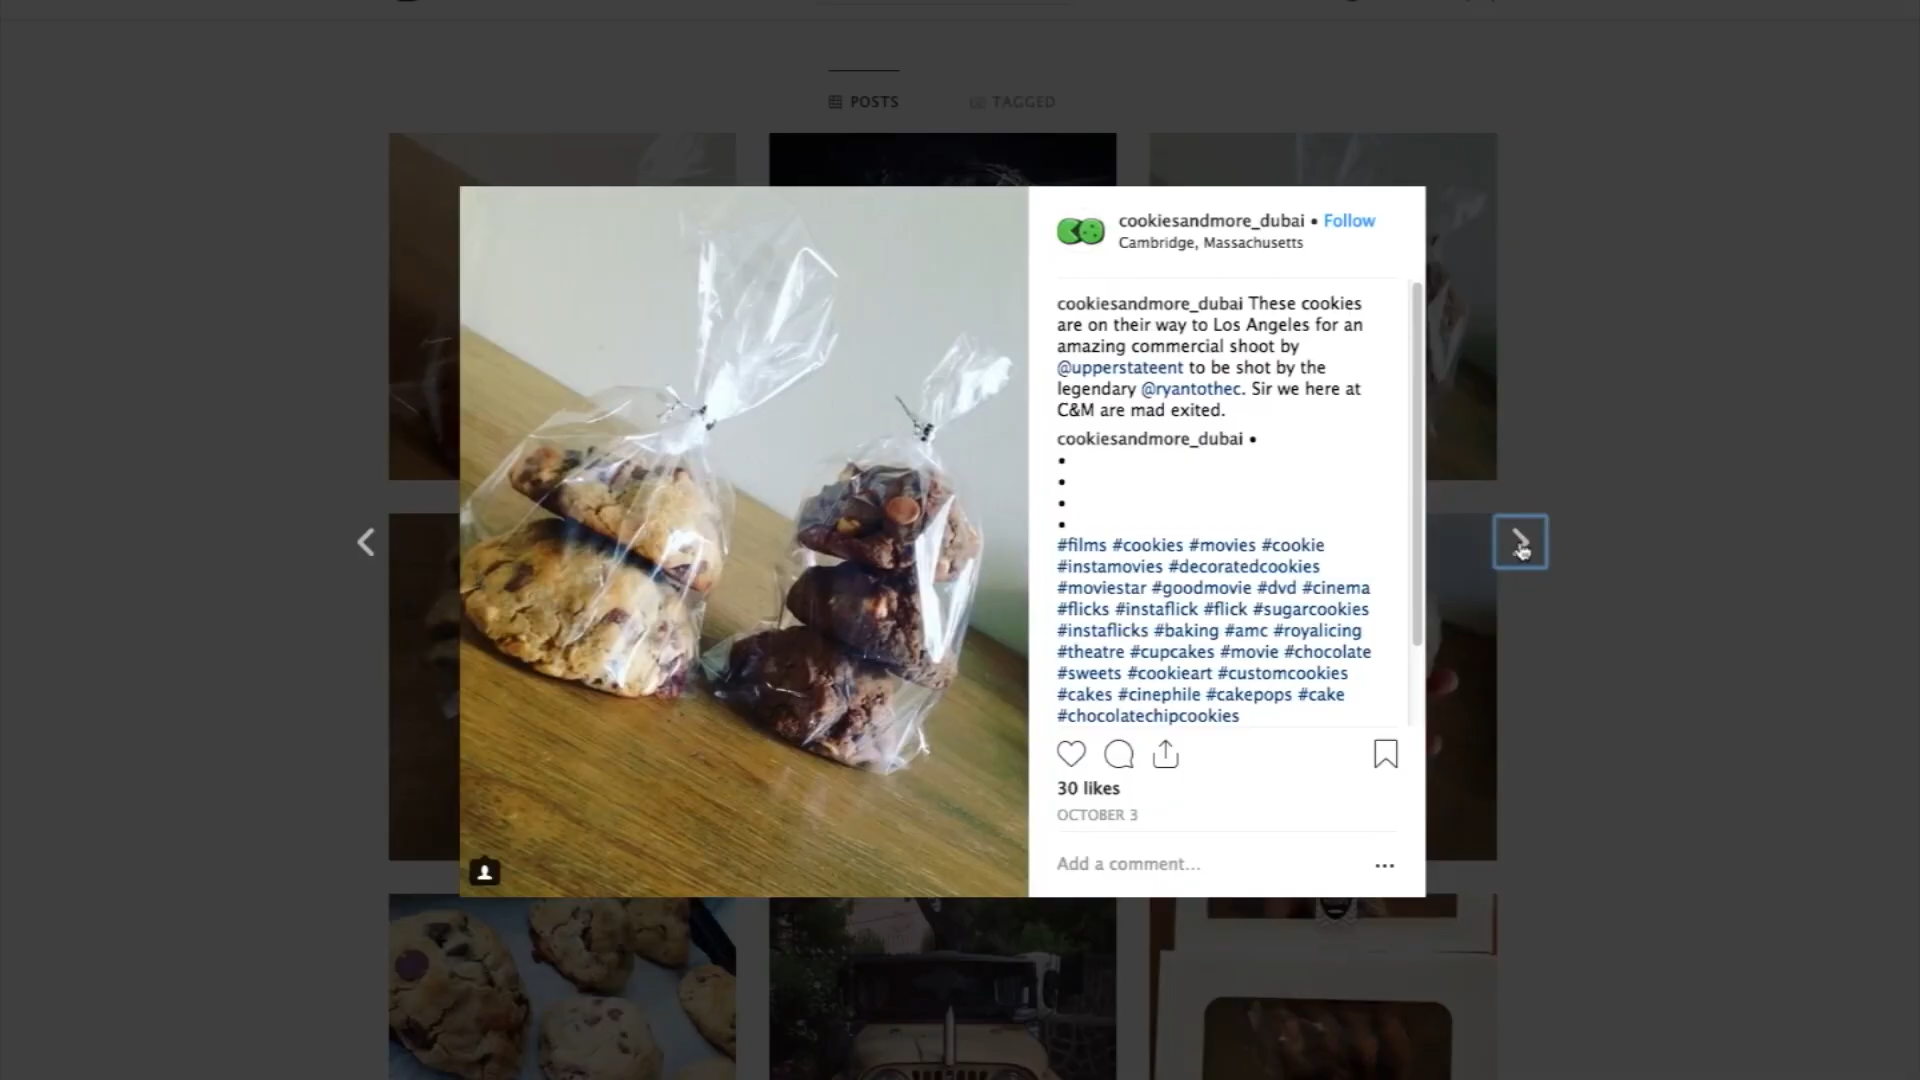 POSTS
TAGGED
cookiesandmore_dubai • Follow
Cambridge, Massachusetts
cookiesandmore_dubai These cookies
are on their way to Los Angeles for an
amazing commercial shoot by
@upperstateent to be shot by the
legendary @ryantothec. Sir we here at
C&M are mad exited.
cookiesandmore_dubai •
•
•
•
•
#films #cookies #movies #cookie
#instamovies #decoratedcookies
#moviestar #goodmovie #dvd #cinema
#flicks #instaflick #flick #sugarcookies
#instaflicks #baking #amc #royalicing
#theatre #cupcakes #movie #chocolate
#sweets #cookieart #customcookies
#cakes #cinephile #cakepops #cake
#chocolatechipcookies
30 likes
OCTOBER 3
Add a comment...